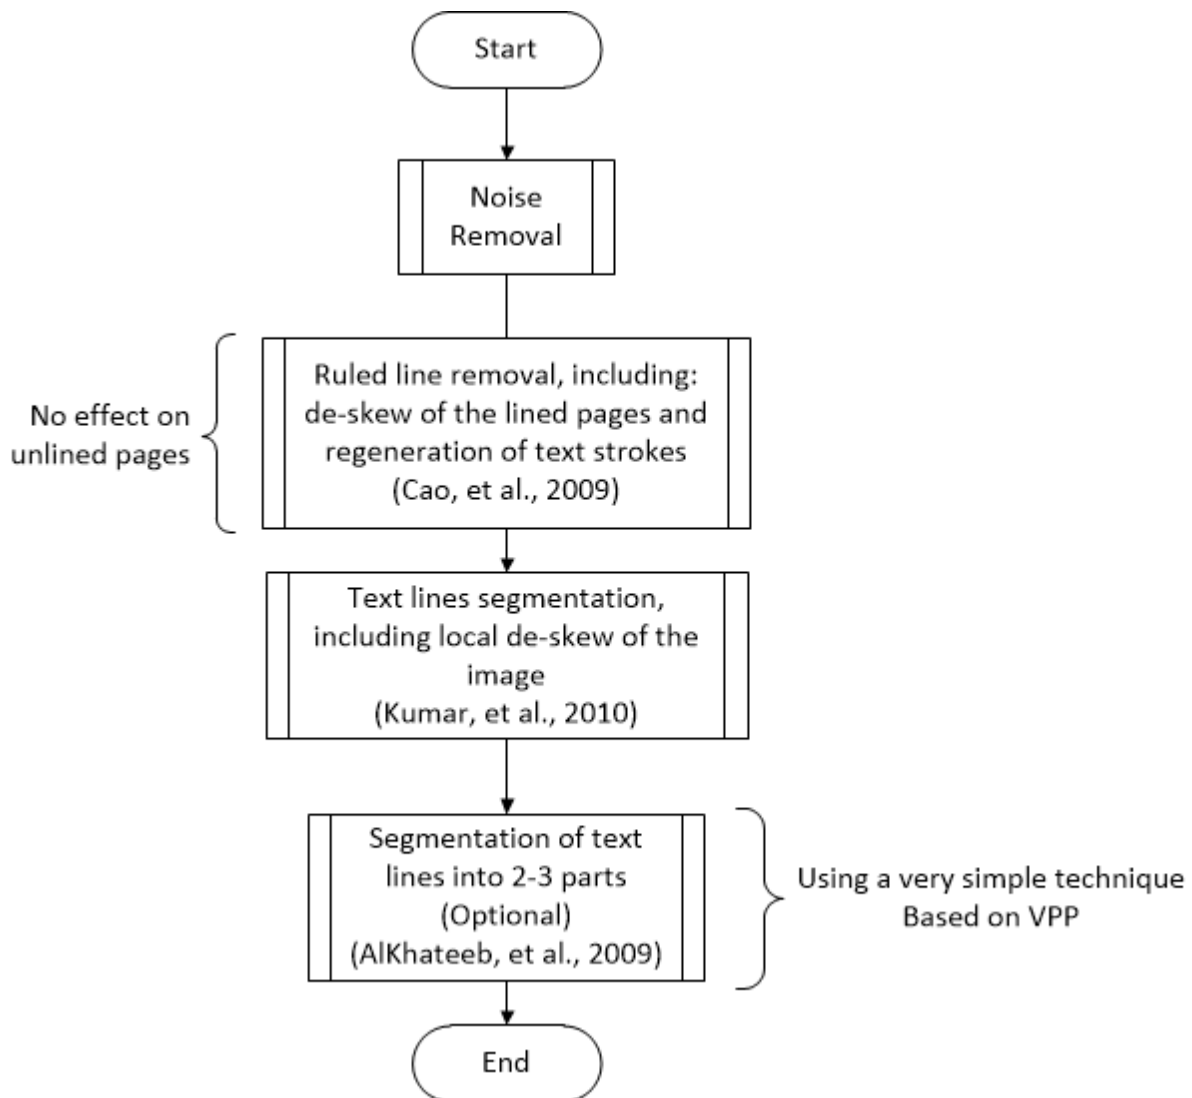 Start
Noise
Removal
Ruled line removal, including:
de-skew of the lined pages and
regeneration of text strokes
(Cao, et al., 2009)
No effect on
unlined pages
Text lines segmentation,
including local de-skew of the
image
(Kumar, et al., 2010)
Segmentation of text
lines into 2-3 parts
(Optional)
(AlKhateeb, et al., 2009)
Using a very simple technique
Based on VPP
End